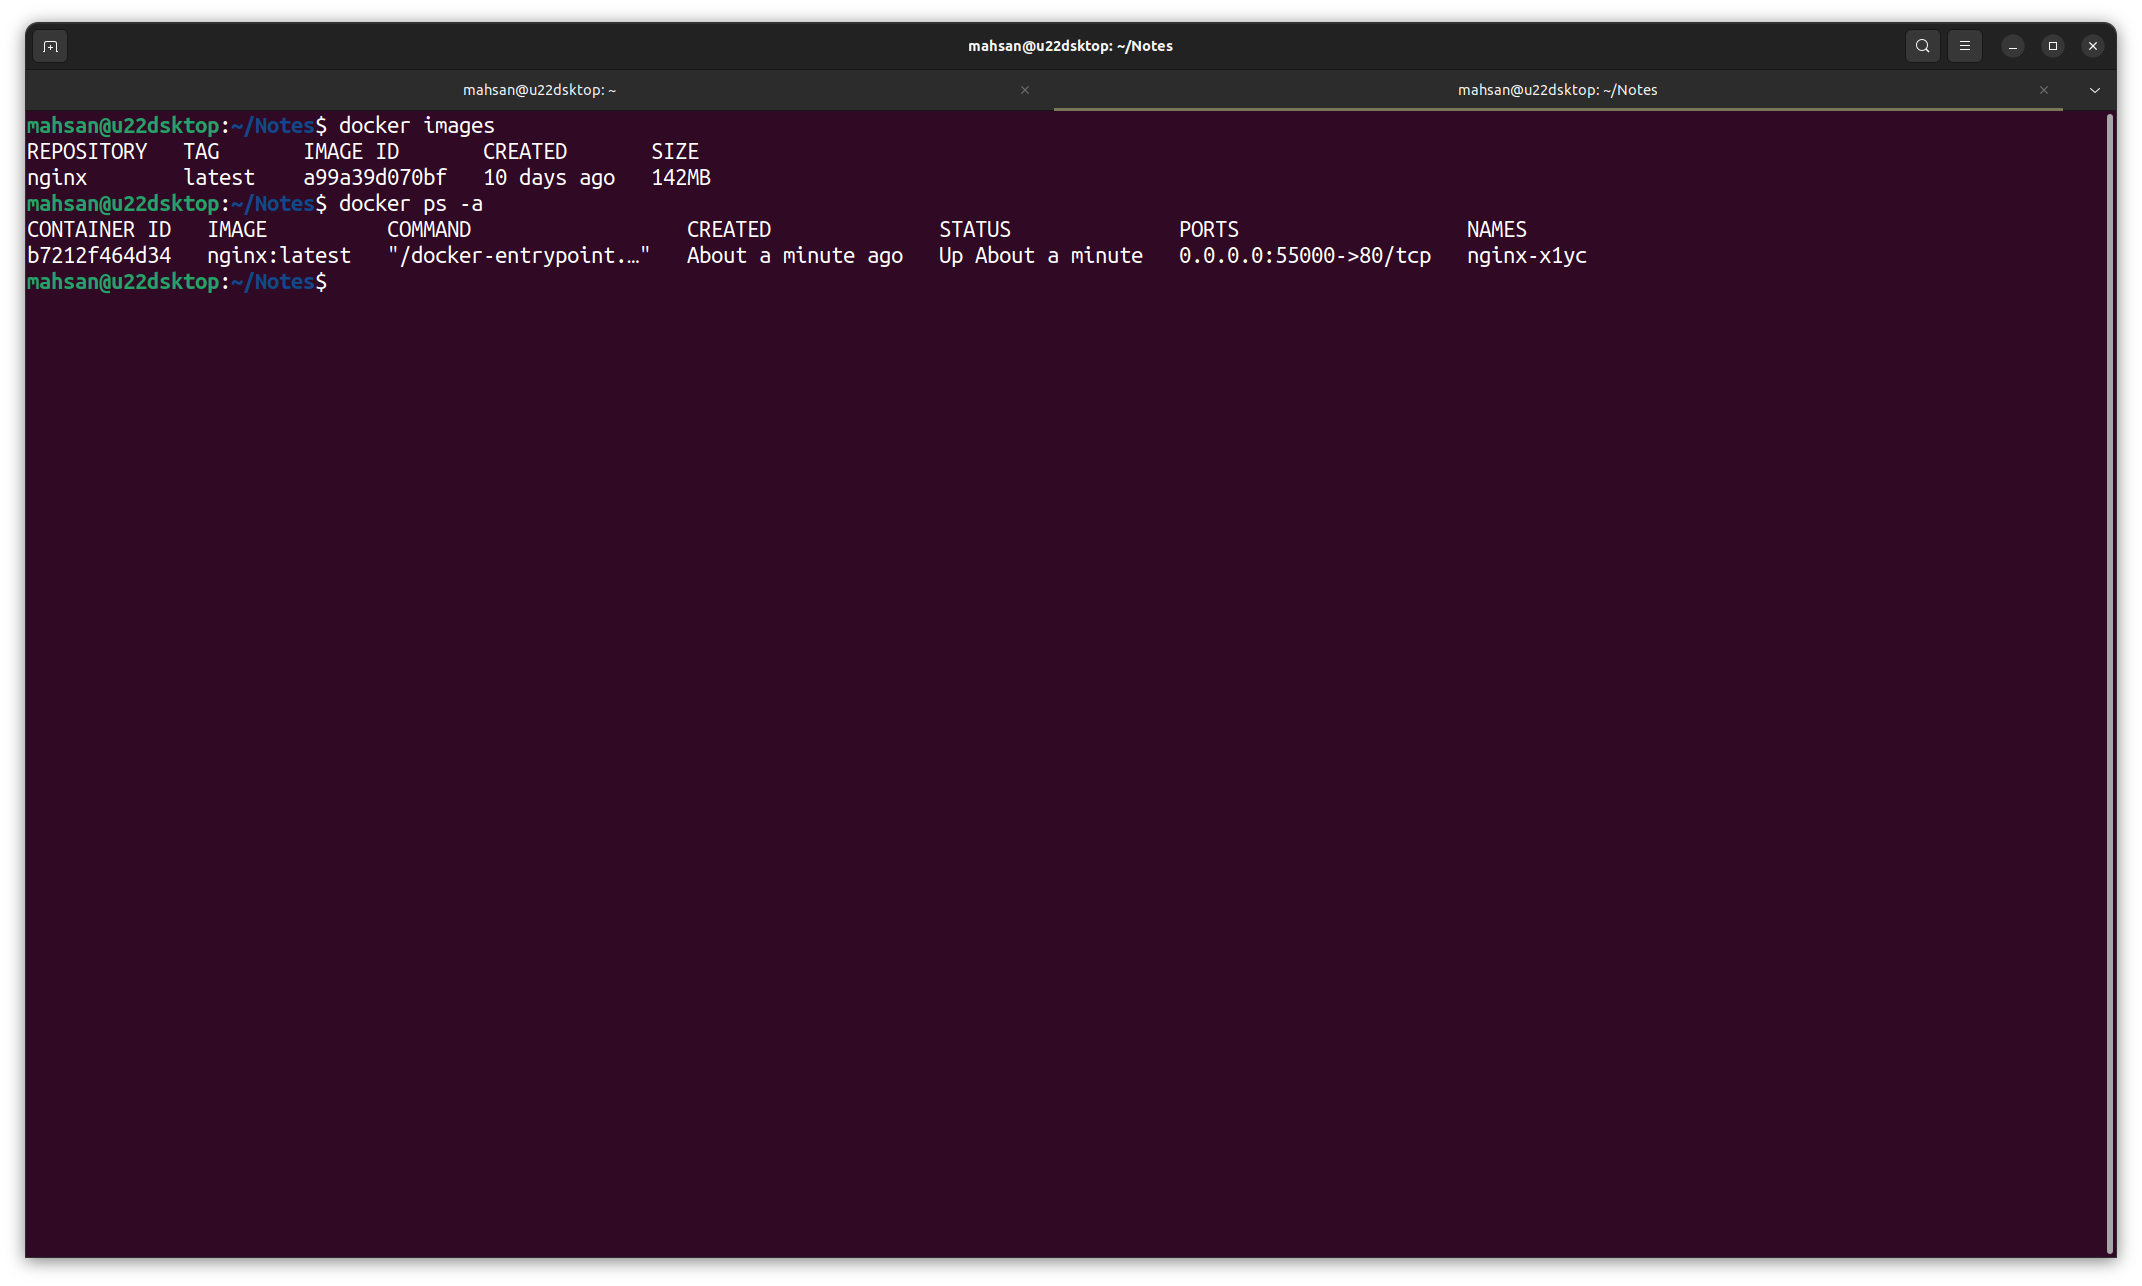 mahsan@u22dsktop: ~/Notes
mahsan@u22dsktop: ~
mahsan@u22dsktop: ~/Notes
mahsan@u22dsktop:~/Notes$ docker images
REPOSITORY   TAG       IMAGE ID       CREATED       SIZE
nginx        latest    a99a39d070bf   10 days ago   142MB
mahsan@u22dsktop:~/Notes$ docker ps -a
CONTAINER ID   IMAGE          COMMAND                  CREATED              STATUS              PORTS                   NAMES
b7212f464d34   nginx:latest   "/docker-entrypoint.…"   About a minute ago   Up About a minute   0.0.0.0:55000->80/tcp   nginx-x1yc
mahsan@u22dsktop:~/Notes$